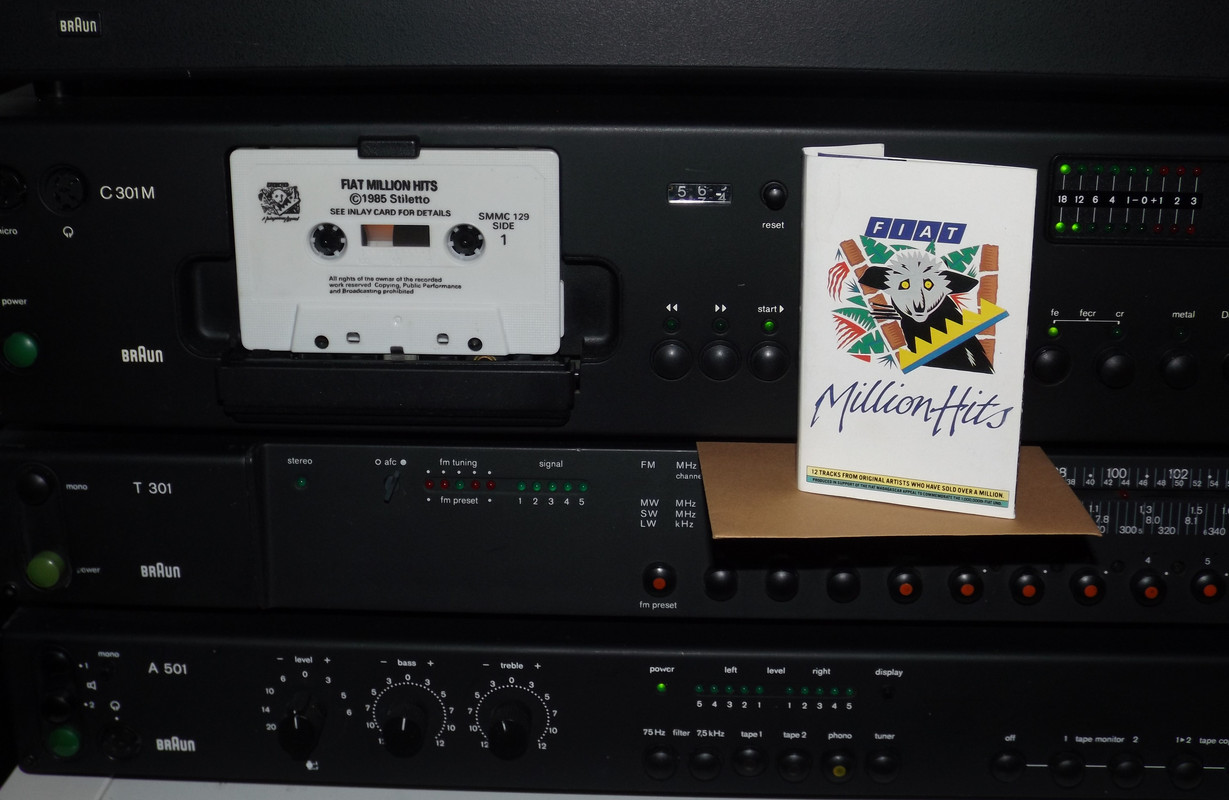 BRAUN
C 301 M
micro
power
BRAUN
FIAT MILLION HITS
©1985 Stiletto
SEE INLAY CARD FOR DETAILS
SMMC 129
SIDE
1
All rights of the owner of the recorded
work reserved Copying, Public Performance
and Broadcasting prohibited
reset
start
FIAT
Million Hits
12 TRACKS FROM ORIGINAL ARTISTS WHO HAVE SOLD OVER A MILLION.
18 12 6 4 1-0+1 2 3
fe fecr cr metal
stereo
afc
fm tuning
signal
fm preset
1 2 3 4 5
mono
T 301
power
BRAUN
FM MHz
MW MHz
SW MHz
LW kHz
98 100 102
fm preset
4 5
mono
A 501
BRAUN
- level +
- bass +
- treble +
power left level right display
5 4 3 2 1 1 2 3 4 5
75 Hz filter 7,5 kHz tape 1 tape 2 phono tuner
off 1 tape monitor 2